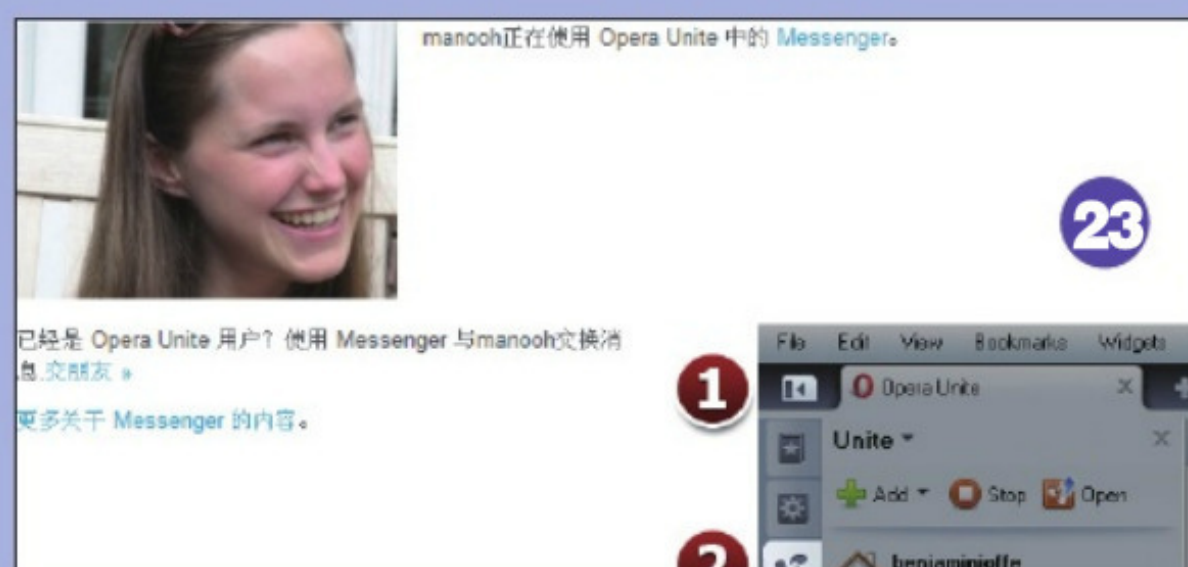 manooh正在使用 Opera Unite 中的 Messenger。
23
已经是 Opera Unite 用户? 使用 Messenger 与manooh交换消
息.交朋友 »
更多关于 Messenger 的内容。
1
File Edit View Bookmarks Widgets
Opera Unite
Unite
Add Stop Open
2
benjaminjoffe